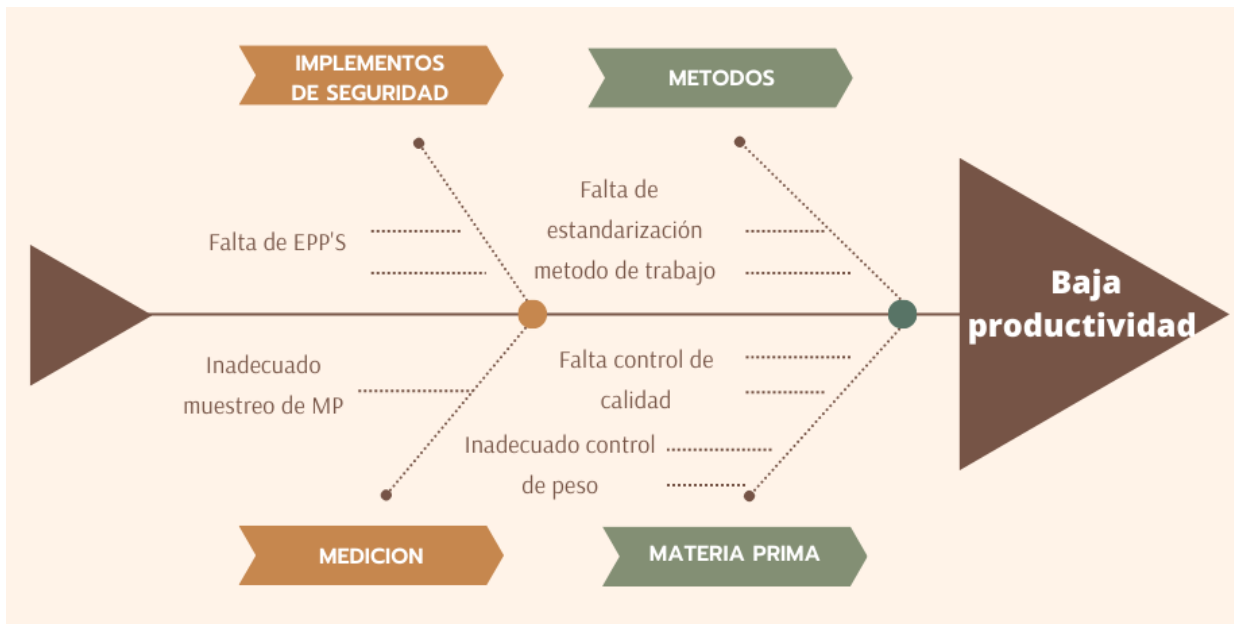 IMPLEMENTOS
DE SEGURIDAD
METODOS
Falta de EPP'S
Falta de
estandarización
metodo de trabajo
Baja
productividad
Inadecuado
muestreo de MP
Falta control de
calidad
Inadecuado control
de peso
MEDICION
MATERIA PRIMA